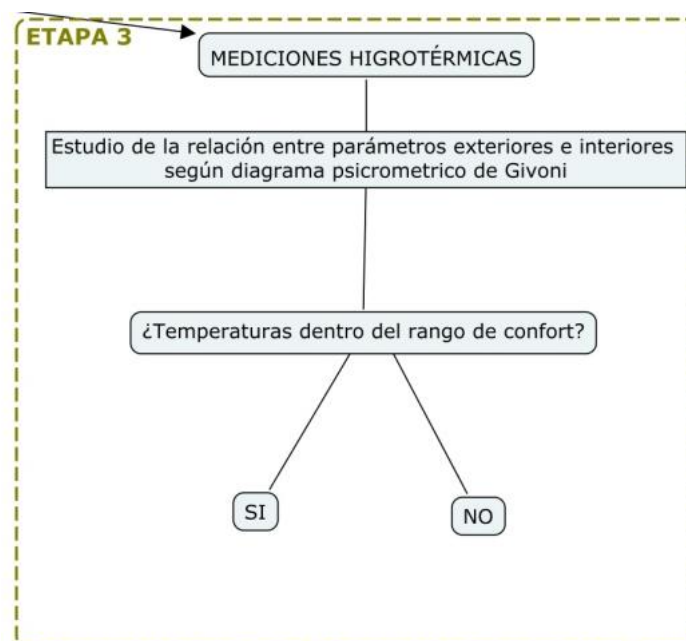 ETAPA 3
MEDICIONES HIGROTÉRMICAS
Estudio de la relación entre parámetros exteriores e interiores
según diagrama psicrometrico de Givoni
¿Temperaturas dentro del rango de confort?
SI
NO